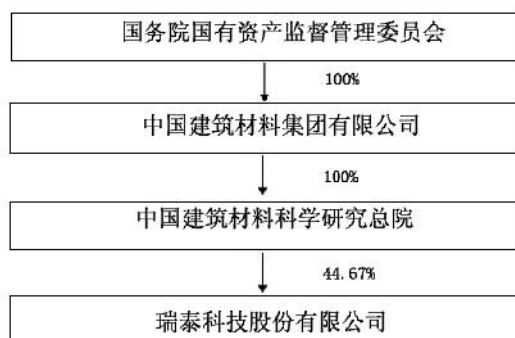 国务院国有资产监督管理委员会
100%
中国建筑材料集团有限公司
100%
中国建筑材料科学研究总院
44.67%
瑞泰科技股份有限公司